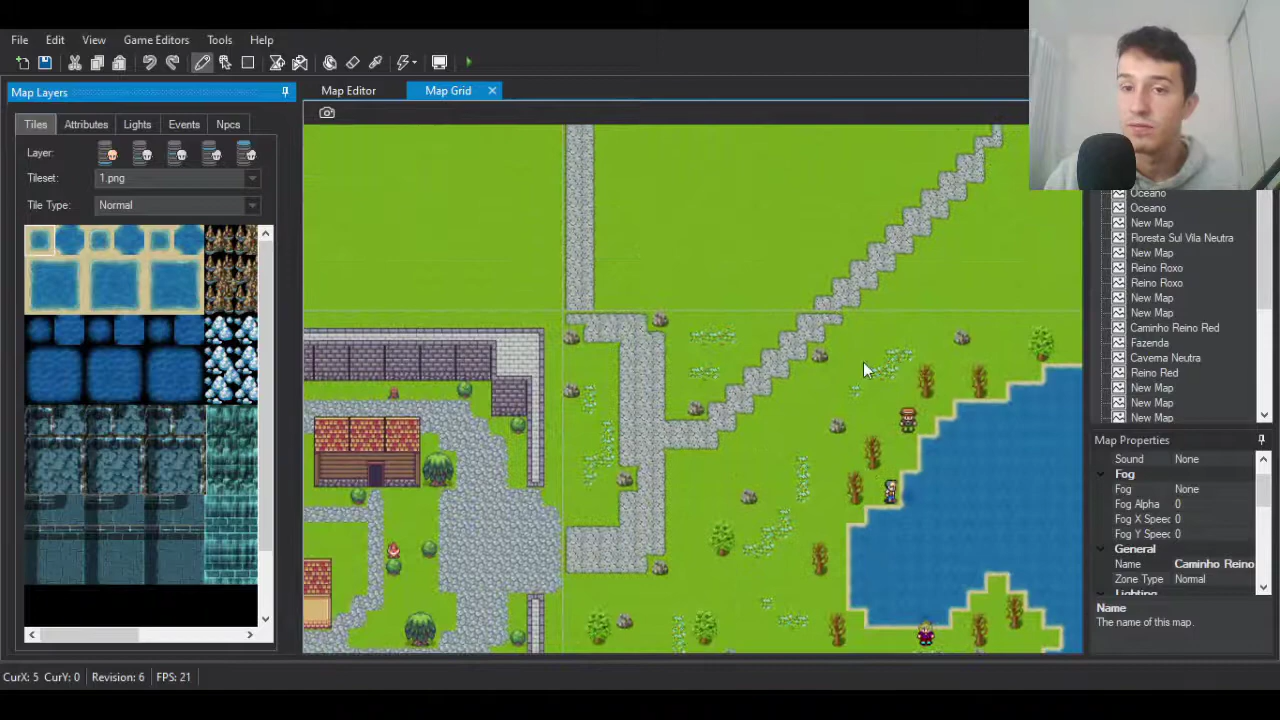 File Edit View Game Editors Tools Help
Map Layers
Map Editor
Map Grid
Tiles Attributes Lights Events Npcs
Layer:
Tileset: 1.png
Tile Type: Normal
Oceano
Oceano
New Map
Floresta Sul Vila Neutra
New Map
Reino Roxo
Reino Roxo
New Map
New Map
Caminho Reino Red
Fazenda
Caverna Neutra
Reino Red
New Map
New Map
New Map
Map Properties
Sound None
Fog
Fog None
Fog Alpha 0
Fog X Speed 0
Fog Y Speed 0
General
Name Caminho Reino
Zone Type Normal
Lighting
Name
The name of this map.
CurX: 5 CurY: 0 Revision: 6 FPS: 21